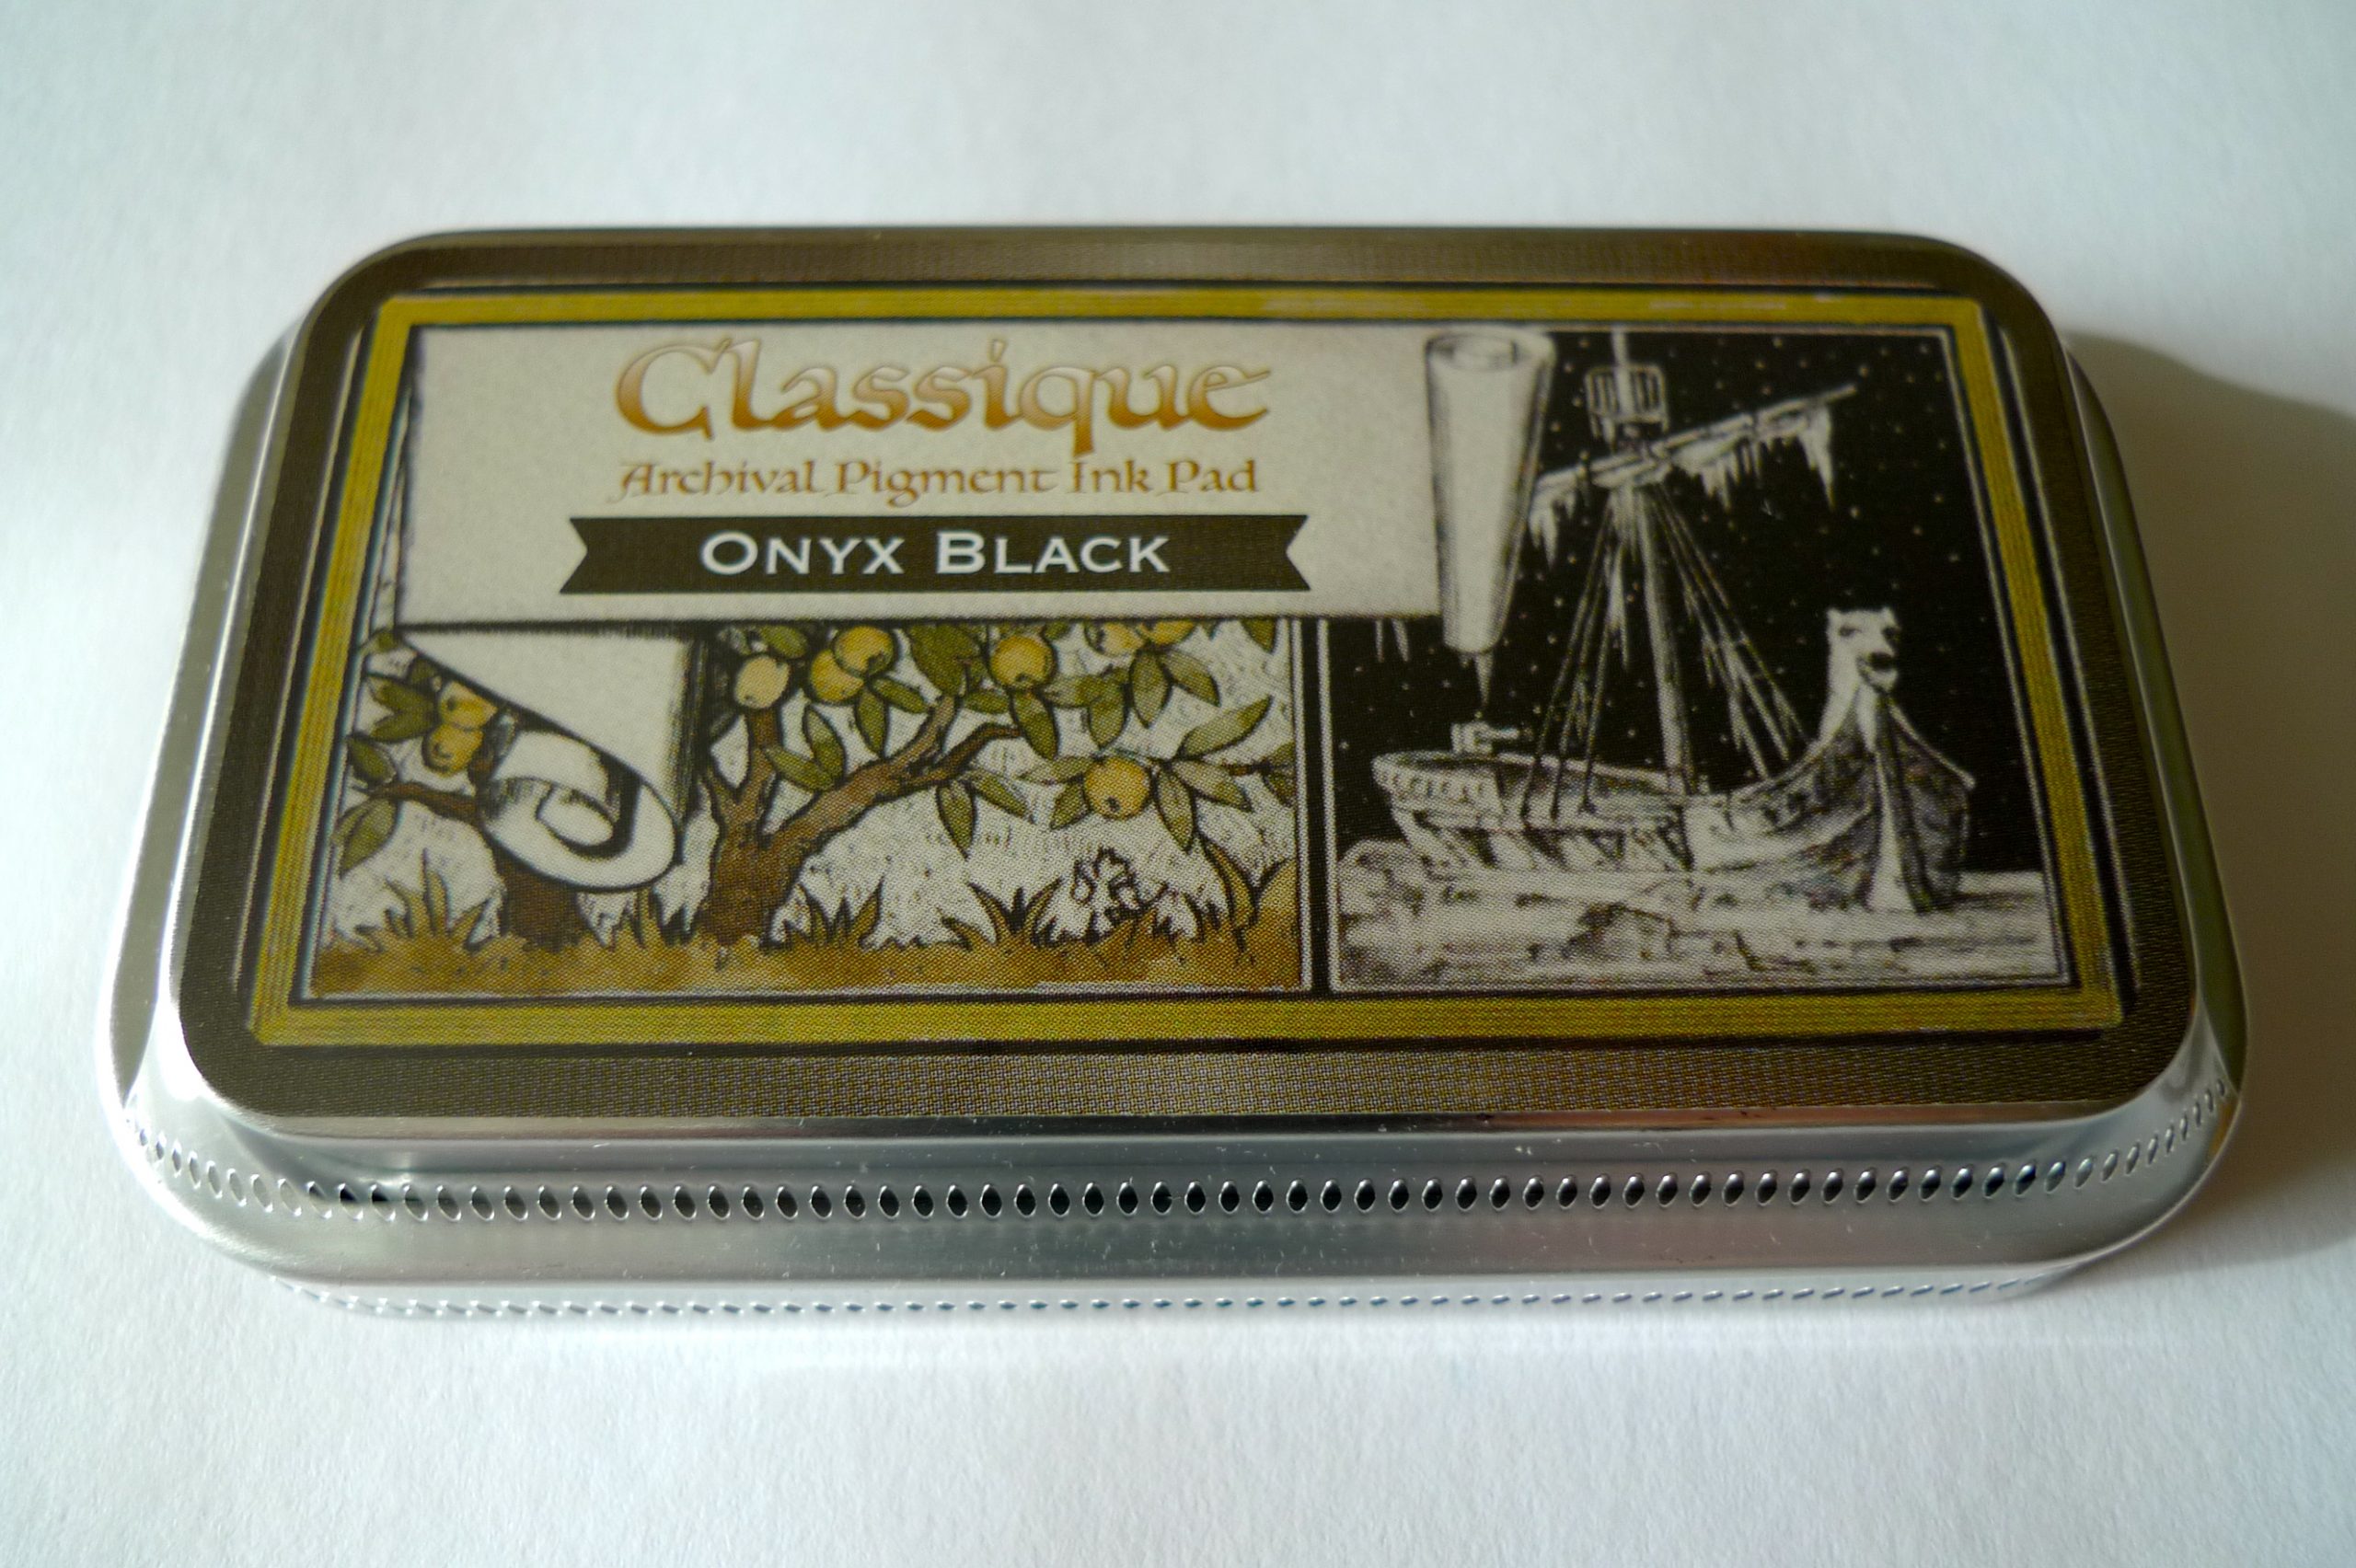 Classique
Archival Pigment Ink Pad
ONYX BLACK